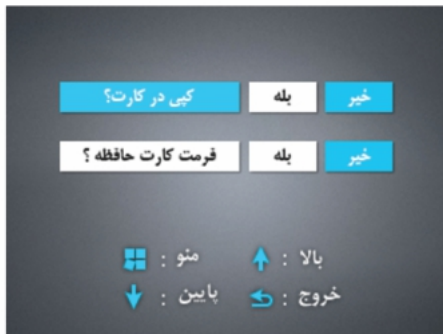 کپی در کارت؟ بله خیر
فرمت کارت حافظه ؟ بله خیر
بالا : منو :
خروج : پایین :